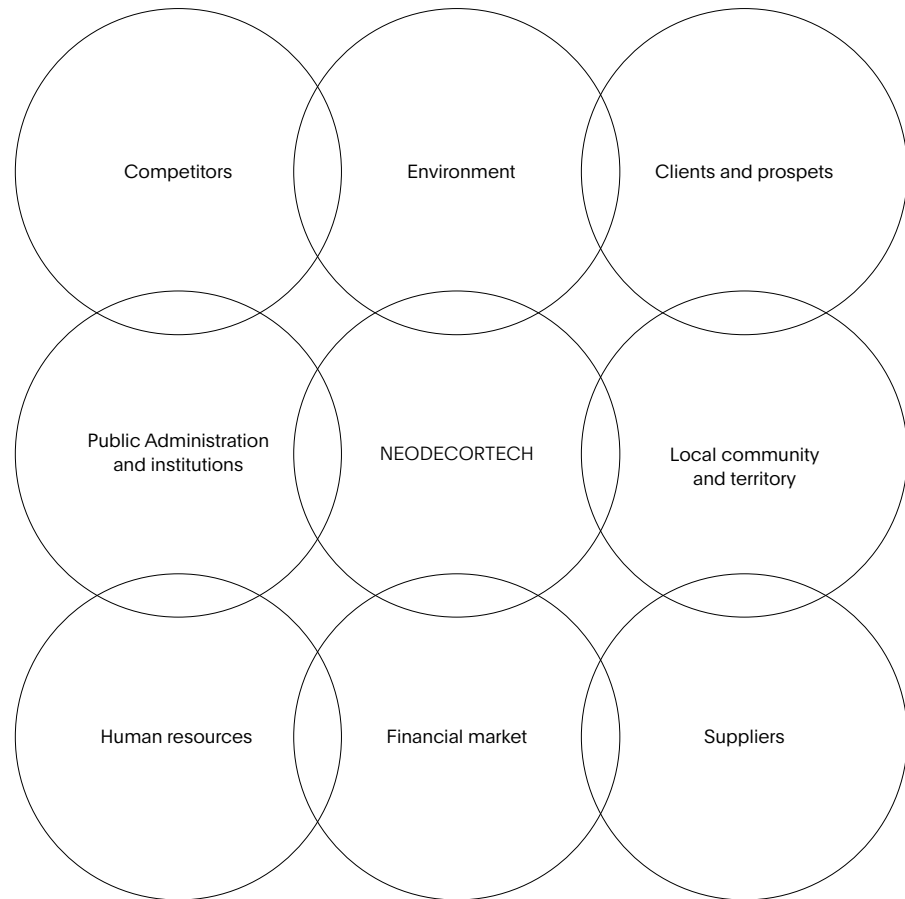 Competitors
Environment
Clients and prospets
Public Administration
and institutions
NEODECORTECH
Local community
and territory
Human resources
Financial market
Suppliers